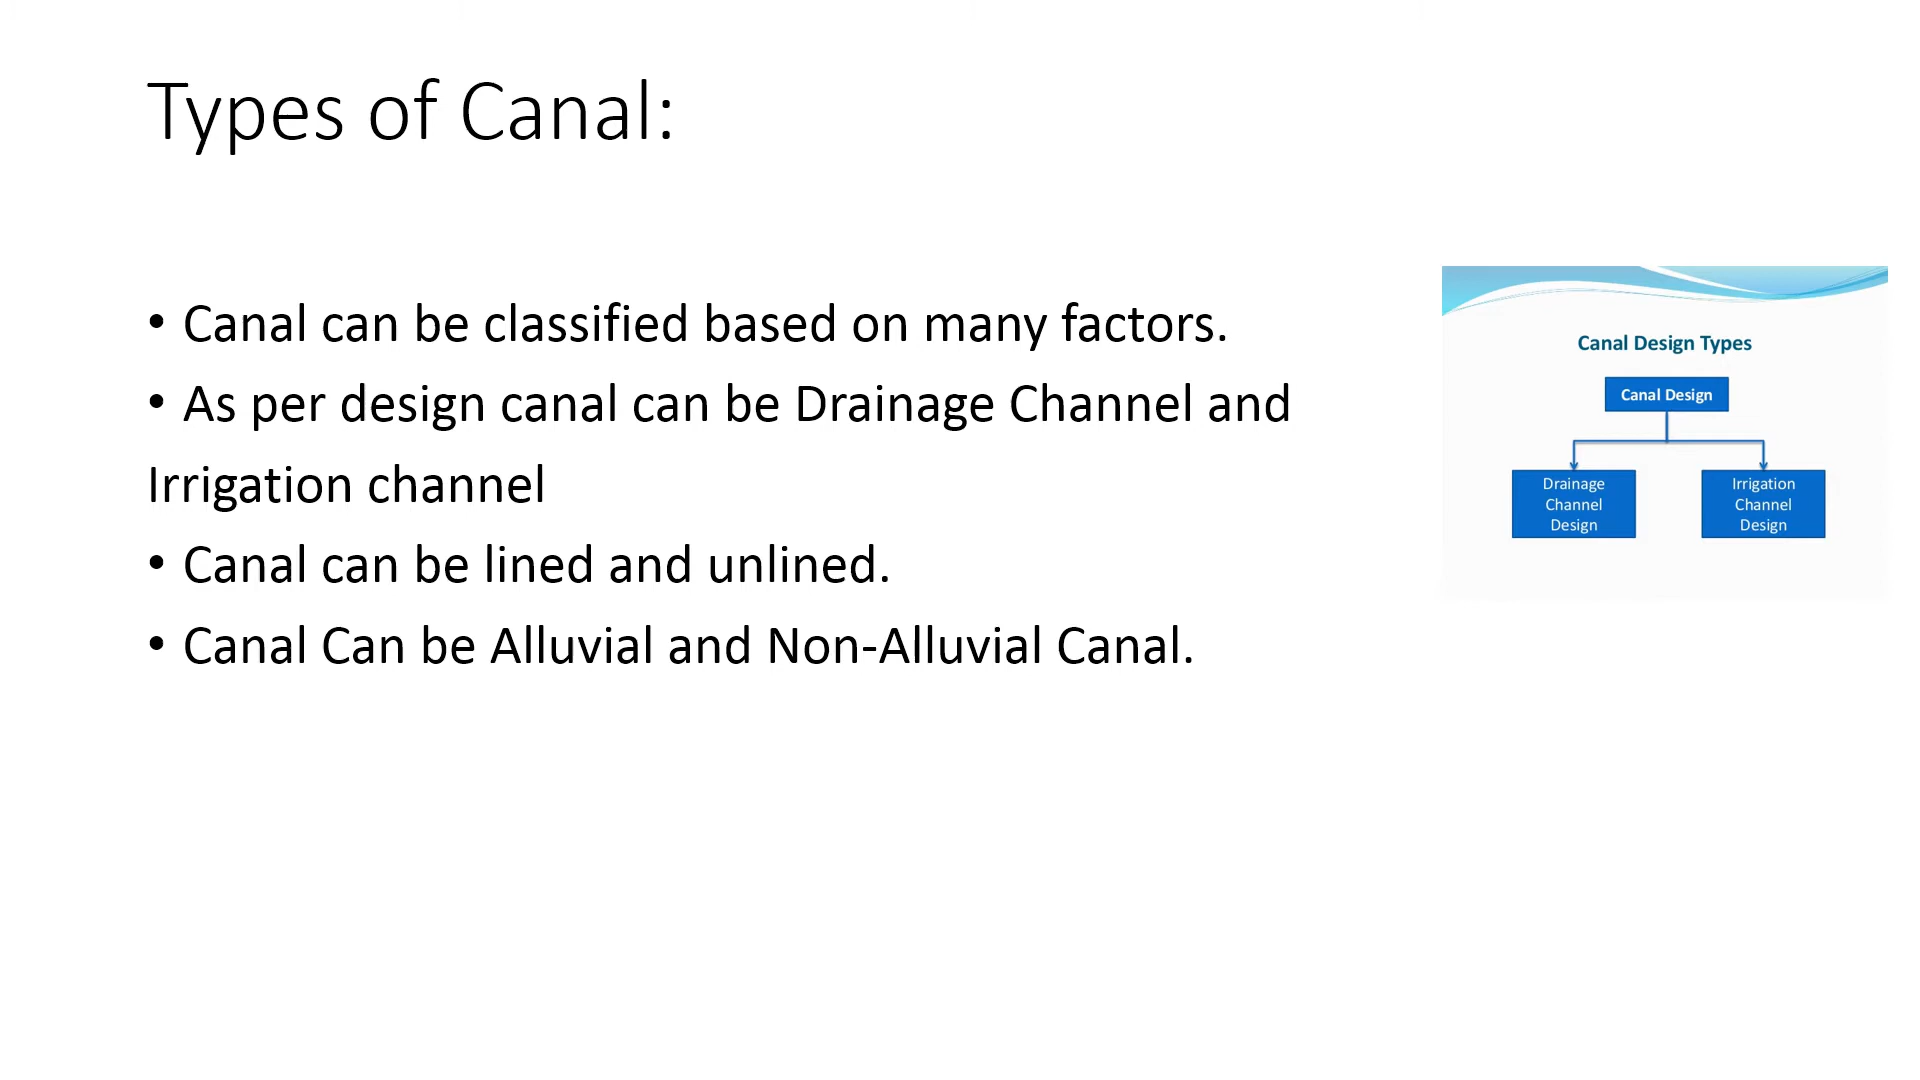 Types of Canal:
• Canal can be classified based on many factors.
• As per design canal can be Drainage Channel and
Irrigation channel
• Canal can be lined and unlined.
• Canal Can be Alluvial and Non-Alluvial Canal.
Canal Design Types
Canal Design
Drainage
Channel
Design
Irrigation
Channel
Design